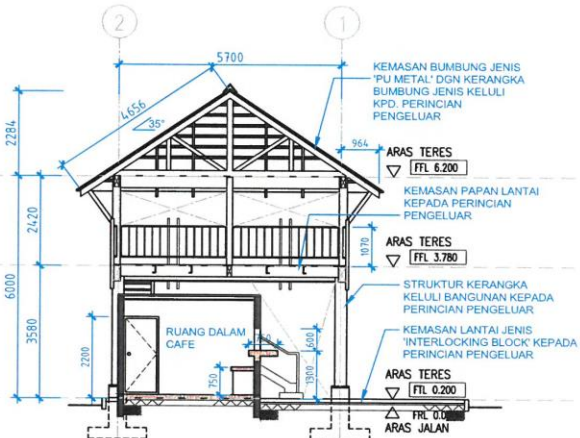 2
1
5700
4656
35°
2284
964
KEMASAN BUMBUNG JENIS
'PU METAL' DGN KERANGKA
BUMBUNG JENIS KELULI
KPD. PERINCIAN
PENGELUAR
ARAS TERES
FFL 6.200
KEMASAN PAPAN LANTAI
KEPADA PERINCIAN
PENGELUAR
2420
1070
ARAS TERES
FFL 3.780
6000
3580
STRUKTUR KERANGKA
KELULI BANGUNAN KEPADA
PERINCIAN PENGELUAR
KEMASAN LANTAI JENIS
'INTERLOCKING BLOCK' KEPADA
PERINCIAN PENGELUAR
2200
RUANG DALAM
CAFE
750
600
1300
ARAS TERES
FTL 0.200
FRL
ARAS JALAN